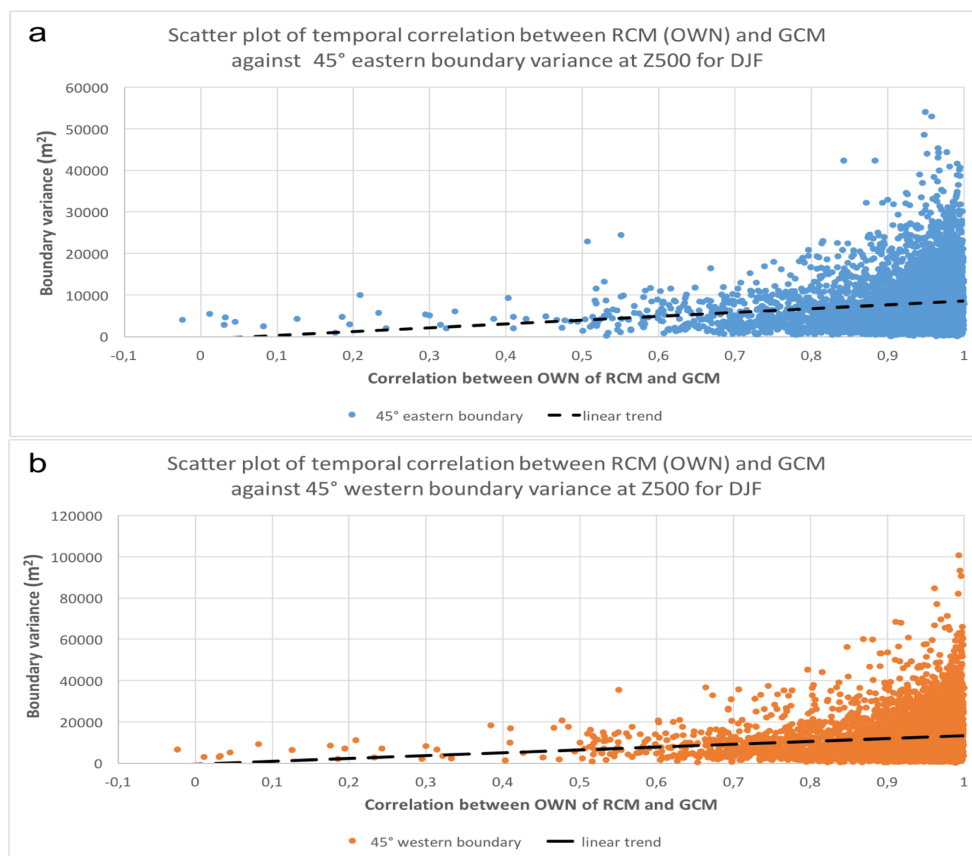 a
Scatter plot of temporal correlation between RCM (OWN) and GCM
against 45° eastern boundary variance at Z500 for DJF
60000
50000
40000
30000
20000
10000
0
Boundary variance (m²)
-0,1 0 0,1 0,2 0,3 0,4 0,5 0,6 0,7 0,8 0,9 1
Correlation between OWN of RCM and GCM
45° eastern boundary linear trend
b
Scatter plot of temporal correlation between RCM (OWN) and GCM
against 45° western boundary variance at Z500 for DJF
120000
100000
80000
60000
40000
20000
0
Boundary variance (m²)
-0,1 0 0,1 0,2 0,3 0,4 0,5 0,6 0,7 0,8 0,9 1
Correlation between OWN of RCM and GCM
45° western boundary linear trend